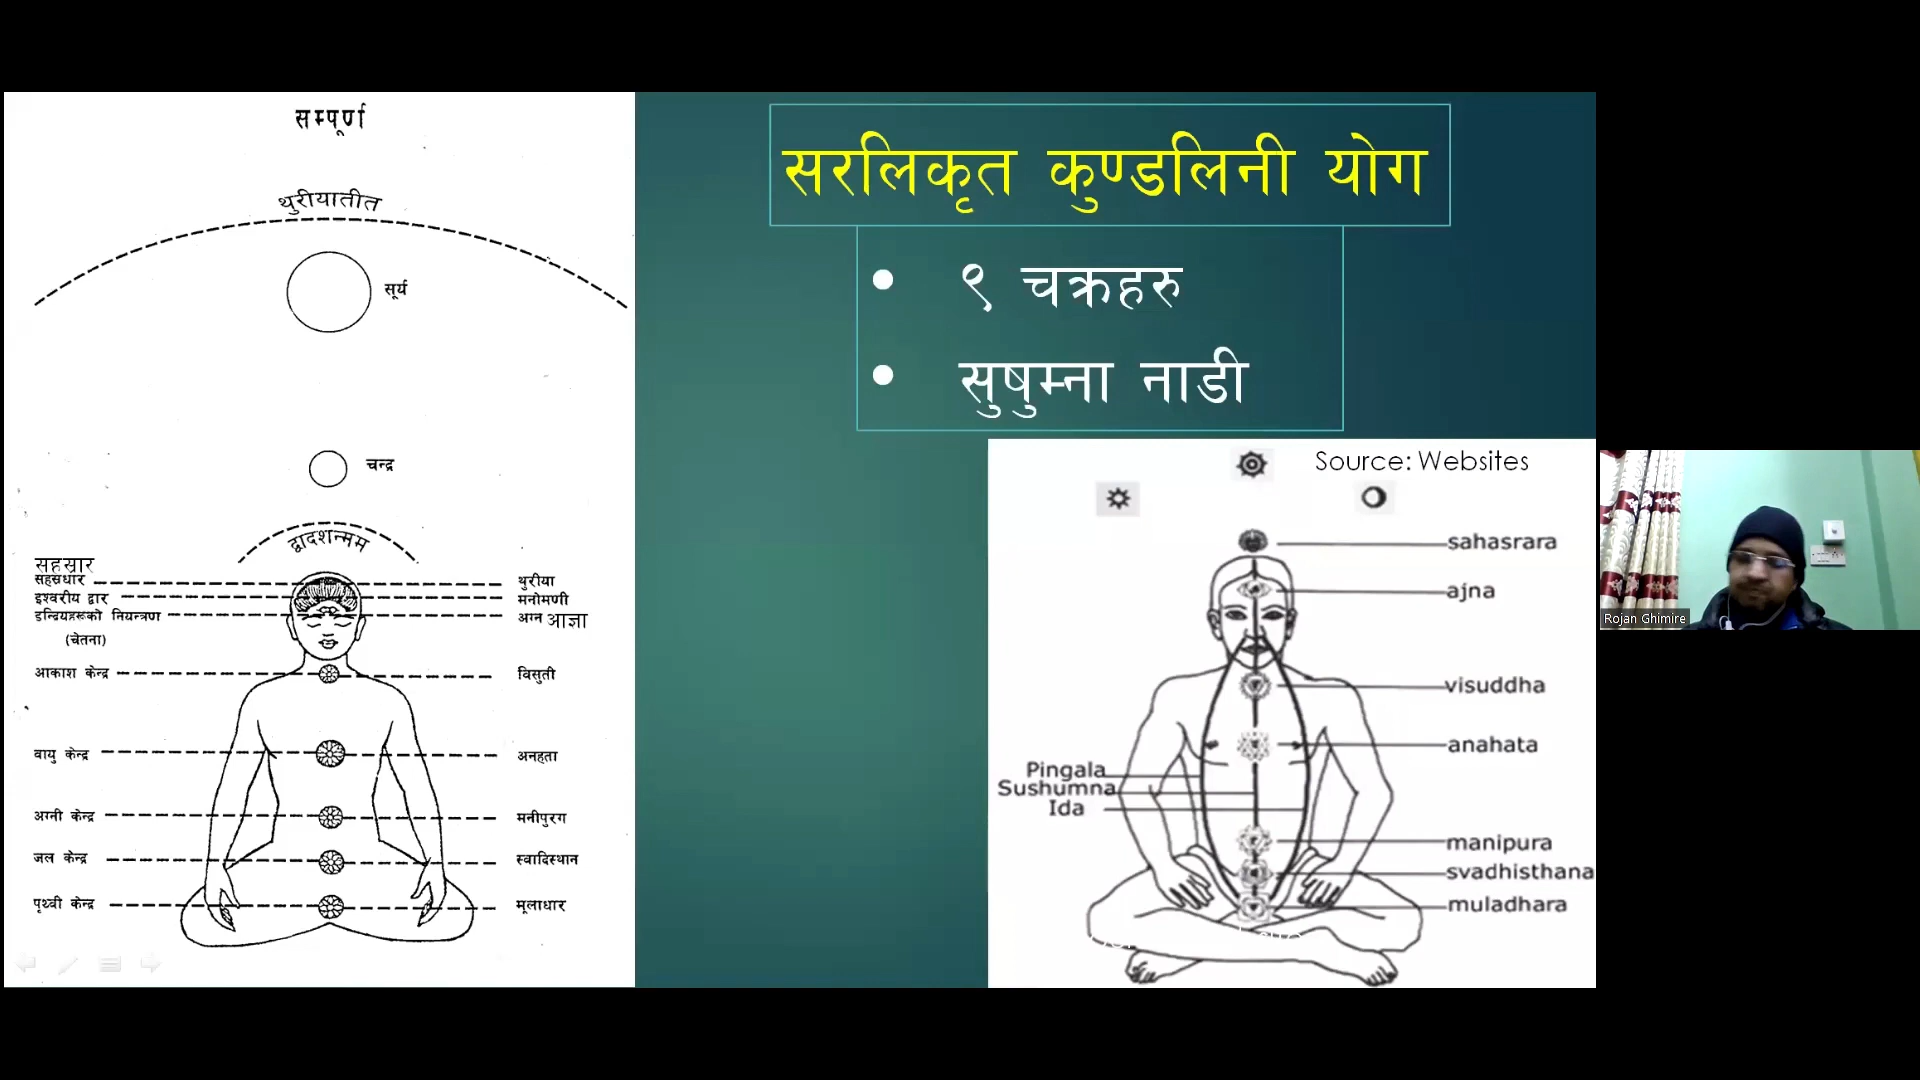 सम्पूर्ण
थुरीयातीत
सूर्य
चन्द्र
द्वादशन्मम
सहस्रार
सहस्रधार
थुरीया
इश्वरीय द्वार
मनोमणी
इन्द्रियहरूको नियन्त्रण
अग्न आज्ञा
(चेतना)
आकाश केन्द्र
विसुती
वायु केन्द्र
अनहता
अग्नी केन्द्र
मनीपुरग
जल केन्द्र
स्वादिस्थान
पृथ्वी केन्द्र
मूलाधार
सरलिकृत कुण्डलिनी योग
• ९ चक्रहरु
• सुषुम्ना नाडी
Source: Websites
sahasrara
ajna
visuddha
anahata
Pingala
Sushumna
Ida
manipura
svadhisthana
muladhara
Rojan Ghimire